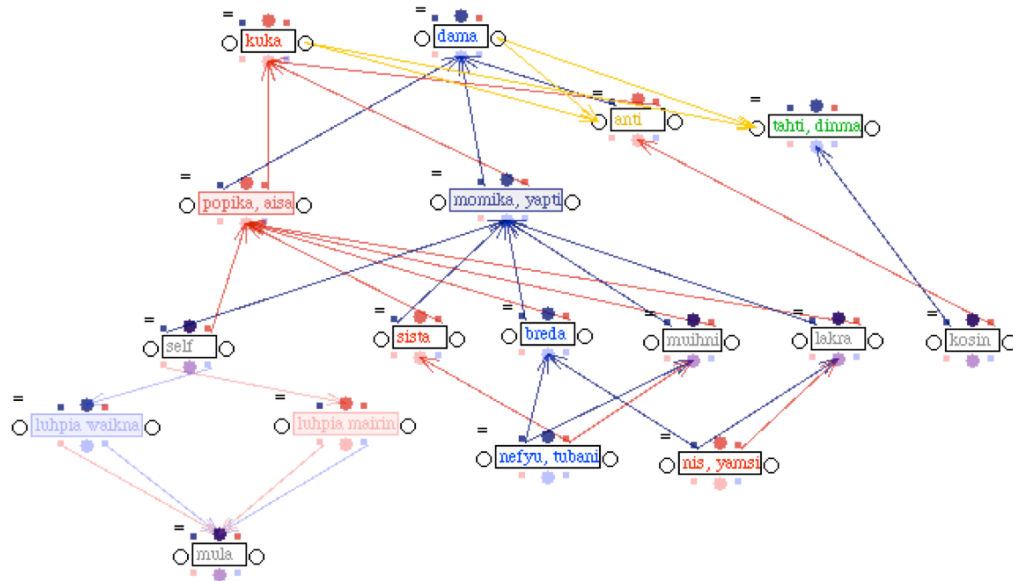 =
=
kuka
dama
=
=
anti
tahti, dinma
=
=
popika, aisa
momika, yapti
=
=
=
=
=
=
self
sista
breda
muihni
lakra
kosin
=
=
luhpia waikna
luhpia mairin
=
=
nefyu, tubani
nis, yamsi
=
mula